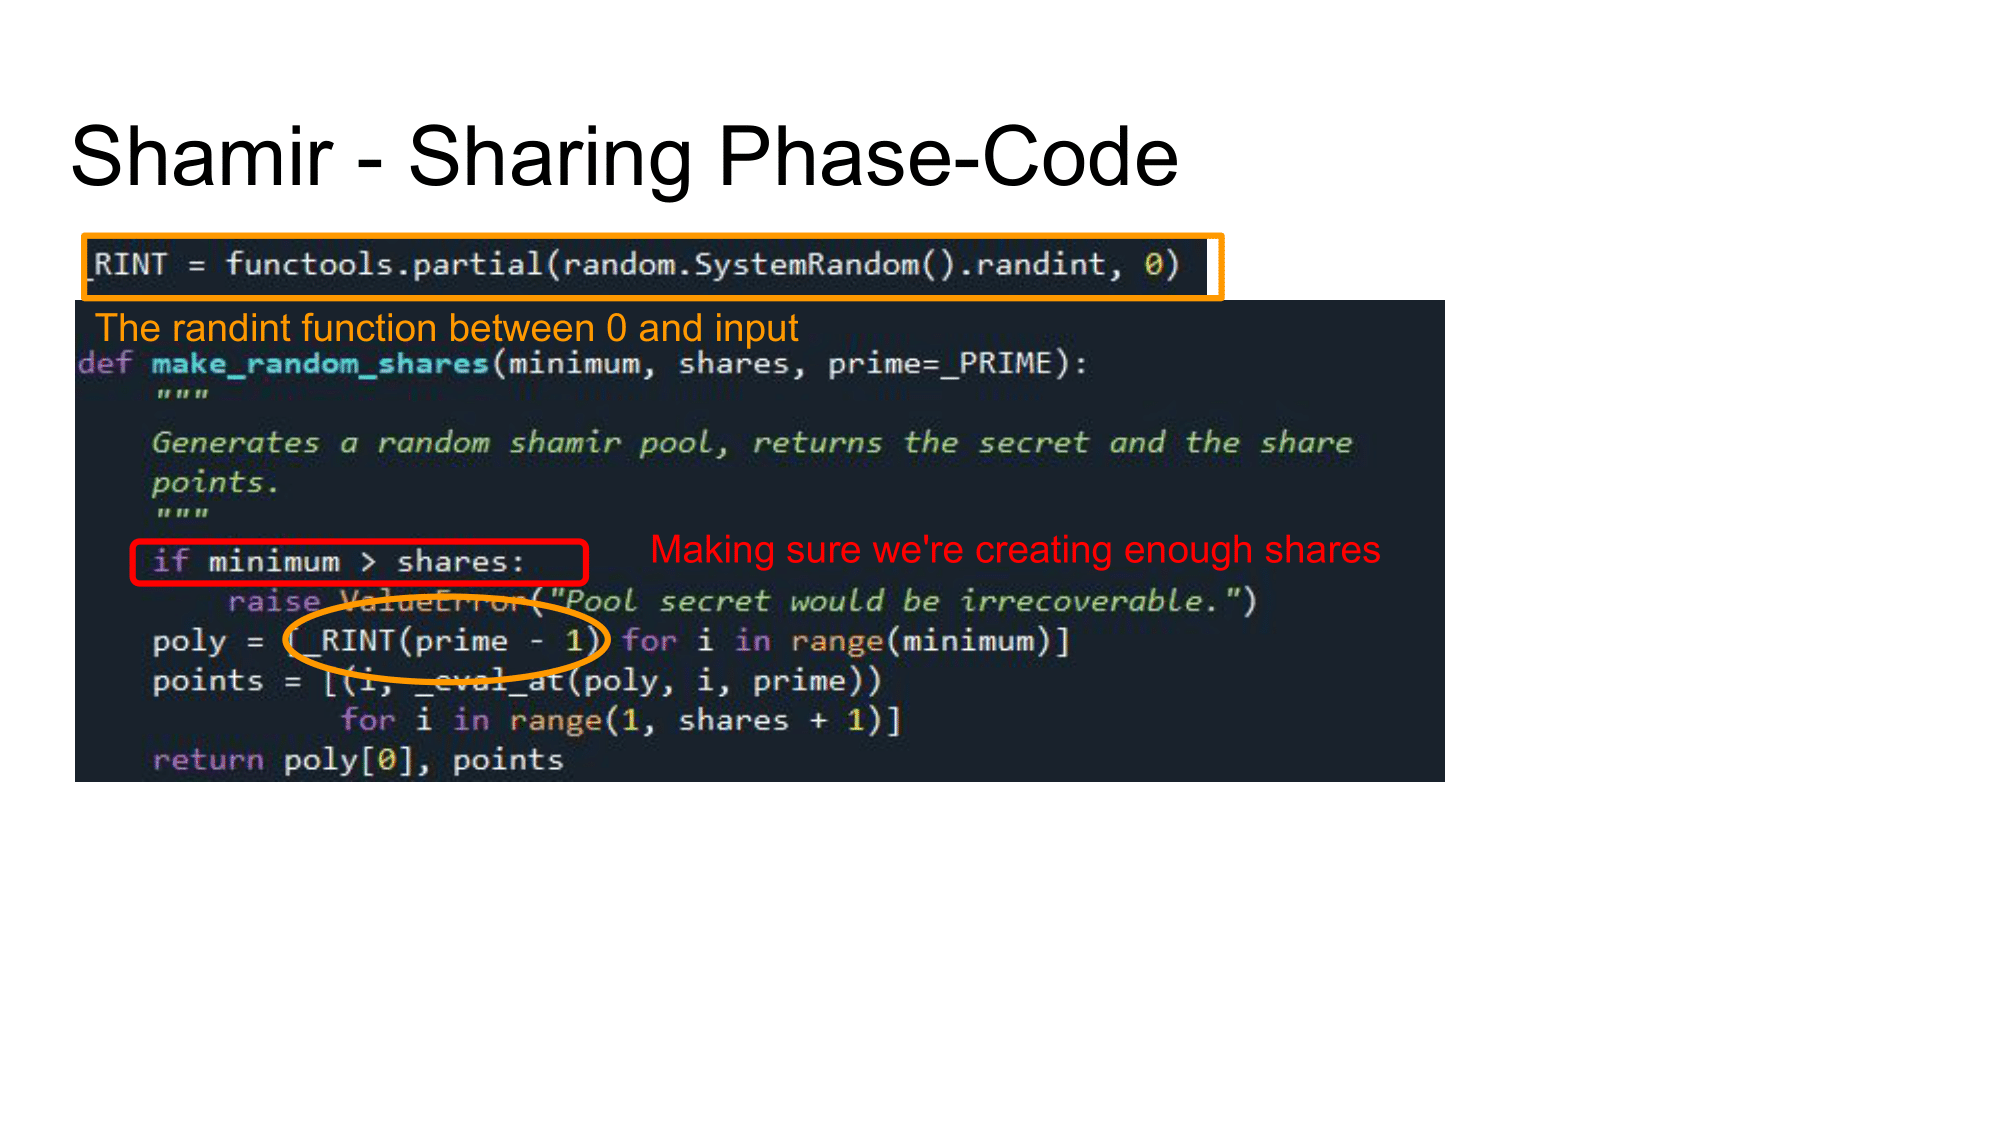 Shamir - Sharing Phase-Code
_RINT = functools.partial(random.SystemRandom().randint, 0)
The randint function between 0 and input
def make_random_shares(minimum, shares, prime=_PRIME):
"""
Generates a random shamir pool, returns the secret and the share
points.
"""
if minimum > shares:
Making sure we're creating enough shares
raise ValueError("Pool secret would be irrecoverable.")
poly = [_RINT(prime - 1) for i in range(minimum)]
points = [(i, _eval_at(poly, i, prime))
for i in range(1, shares + 1)]
return poly[0], points